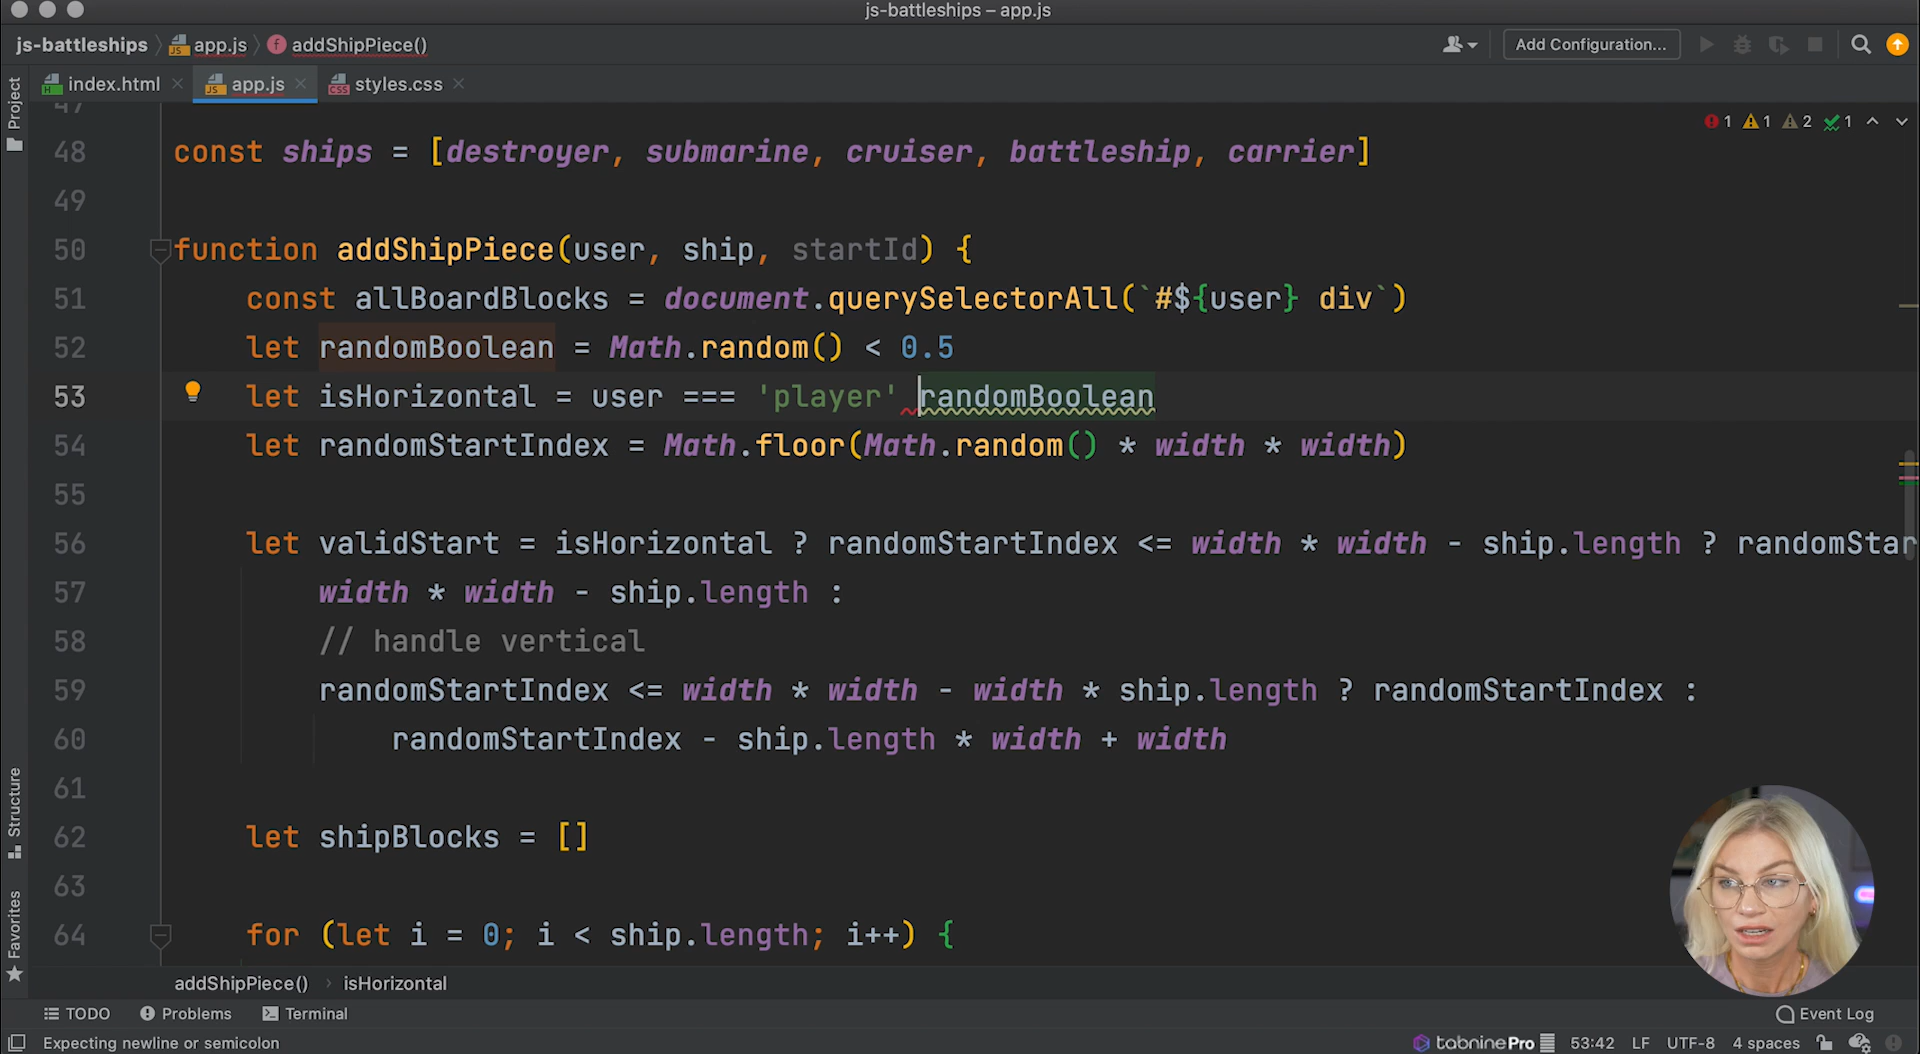 js-battleships – app.js
js-battleships app.js addShipPiece()
Add Configuration...
Project
index.html app.js styles.css
47
1 1 2 1
48 const ships = [destroyer, submarine, cruiser, battleship, carrier]
49
50 function addShipPiece(user, ship, startId) {
51 const allBoardBlocks = document.querySelectorAll(`#${user} div`)
52 let randomBoolean = Math.random() < 0.5
53 let isHorizontal = user === 'player' randomBoolean
54 let randomStartIndex = Math.floor(Math.random() * width * width)
55
56 let validStart = isHorizontal ? randomStartIndex <= width * width - ship.length ? randomStar
57 width * width - ship.length :
58 // handle vertical
59 randomStartIndex <= width * width - width * ship.length ? randomStartIndex :
60 randomStartIndex - ship.length * width + width
61
62 let shipBlocks = []
63
64 for (let i = 0; i < ship.length; i++) {
Structure
Favorites
addShipPiece() isHorizontal
TODO Problems Terminal Event Log
Expecting newline or semicolon tabnine Pro 53:42 LF UTF-8 4 spaces